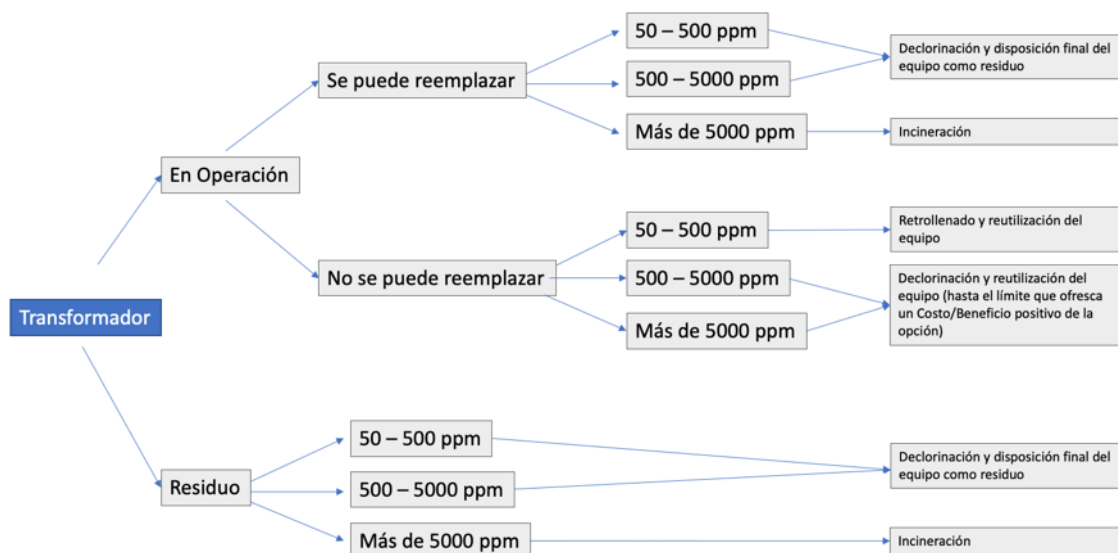 Transformador
En Operación
Se puede reemplazar
50 – 500 ppm
500 – 5000 ppm
Declorinación y disposición final del
equipo como residuo
Más de 5000 ppm
Incineración
No se puede reemplazar
50 – 500 ppm
Retrollenado y reutilización del
equipo
500 – 5000 ppm
Más de 5000 ppm
Declorinación y reutilización del
equipo (hasta el límite que ofresca
un Costo/Beneficio positivo de la
opción)
Residuo
50 – 500 ppm
500 – 5000 ppm
Declorinación y disposición final del
equipo como residuo
Más de 5000 ppm
Incineración